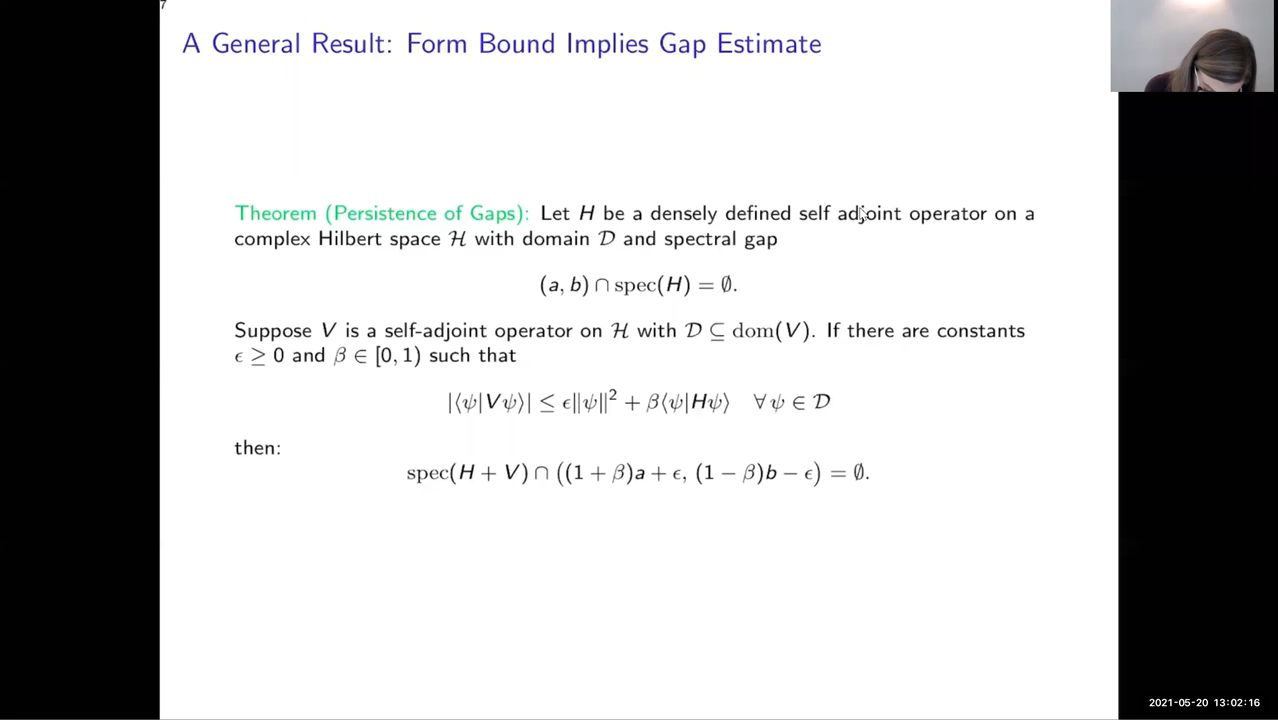 7
A General Result: Form Bound Implies Gap Estimate
Theorem (Persistence of Gaps): Let H be a densely defined self adjoint operator on a
complex Hilbert space ℋ with domain 𝒟 and spectral gap
(a, b) ∩ spec(H) = ∅.
Suppose V is a self-adjoint operator on ℋ with 𝒟 ⊆ dom(V). If there are constants
ϵ ≥ 0 and β ∈ [0, 1) such that
|⟨ψ|Vψ⟩| ≤ ϵ‖ψ‖² + β⟨ψ|Hψ⟩ ∀ ψ ∈ 𝒟
then:
spec(H + V) ∩ ((1 + β)a + ϵ, (1 − β)b − ϵ) = ∅.
2021-05-20 13:02:16